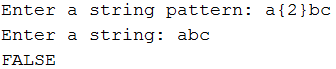 Enter a string pattern: a{2}bc
Enter a string: abc
FALSE